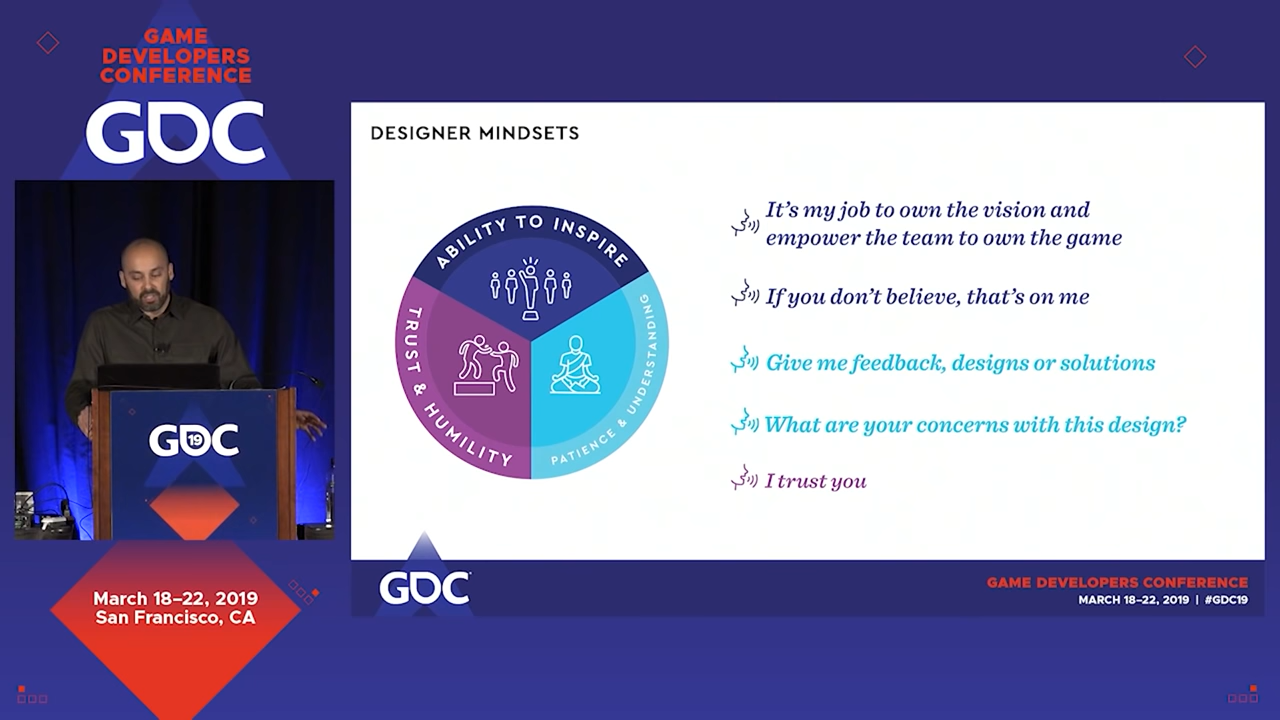 GAME
DEVELOPERS
CONFERENCE
GDC
GDC
19
March 18–22, 2019
San Francisco, CA
DESIGNER MINDSETS
ABILITY TO INSPIRE
TRUST & HUMILITY
PATIENCE & UNDERSTANDING
It's my job to own the vision and
empower the team to own the game
If you don't believe, that's on me
Give me feedback, designs or solutions
What are your concerns with this design?
I trust you
GDC
GAME DEVELOPERS CONFERENCE
MARCH 18–22, 2019 | #GDC19